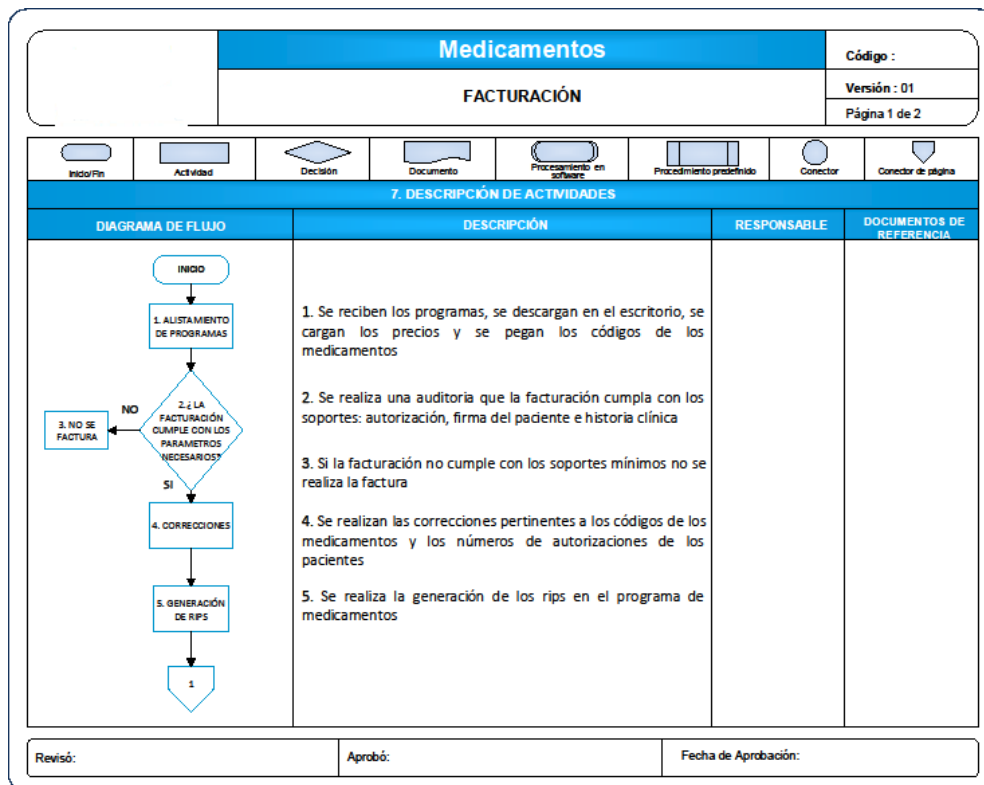 Medicamentos
Código :
FACTURACIÓN
Versión : 01
Página 1 de 2
Inicio/Fin
Actividad
Decisión
Documento
Procesamiento en
software
Procedimiento predefinido
Conector
Conector de página
7. DESCRIPCIÓN DE ACTIVIDADES
DIAGRAMA DE FLUJO
DESCRIPCIÓN
RESPONSABLE
DOCUMENTOS DE
REFERENCIA
INICIO
1. ALISTAMIENTO
DE PROGRAMAS
2.¿ LA
FACTURACIÓN
CUMPLE CON LOS
PARAMETROS
NECESARIOS?
NO
3. NO SE
FACTURA
SI
4. CORRECCIONES
5. GENERACIÓN
DE RIPS
1
1. Se reciben los programas, se descargan en el escritorio, se
cargan los precios y se pegan los códigos de los
medicamentos
2. Se realiza una auditoria que la facturación cumpla con los
soportes: autorización, firma del paciente e historia clínica
3. Si la facturación no cumple con los soportes mínimos no se
realiza la factura
4. Se realizan las correcciones pertinentes a los códigos de los
medicamentos y los números de autorizaciones de los
pacientes
5. Se realiza la generación de los rips en el programa de
medicamentos
Revisó:
Aprobó:
Fecha de Aprobación: